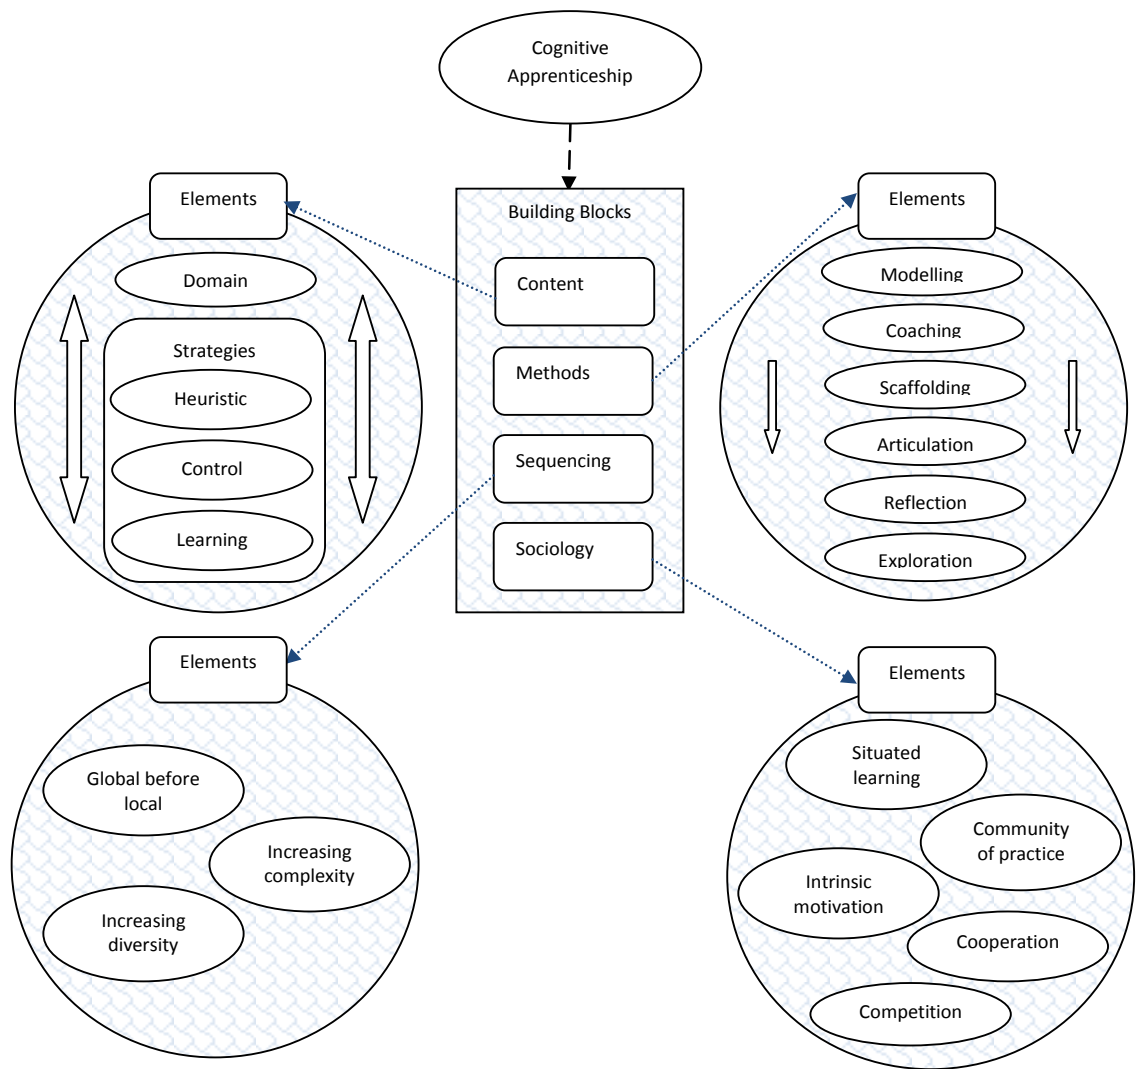 Cognitive
Apprenticeship
Building Blocks
Content
Methods
Sequencing
Sociology
Elements
Domain
Strategies
Heuristic
Control
Learning
Elements
Modelling
Coaching
Scaffolding
Articulation
Reflection
Exploration
Elements
Global before
local
Increasing
complexity
Increasing
diversity
Elements
Situated
learning
Community
of practice
Intrinsic
motivation
Cooperation
Competition